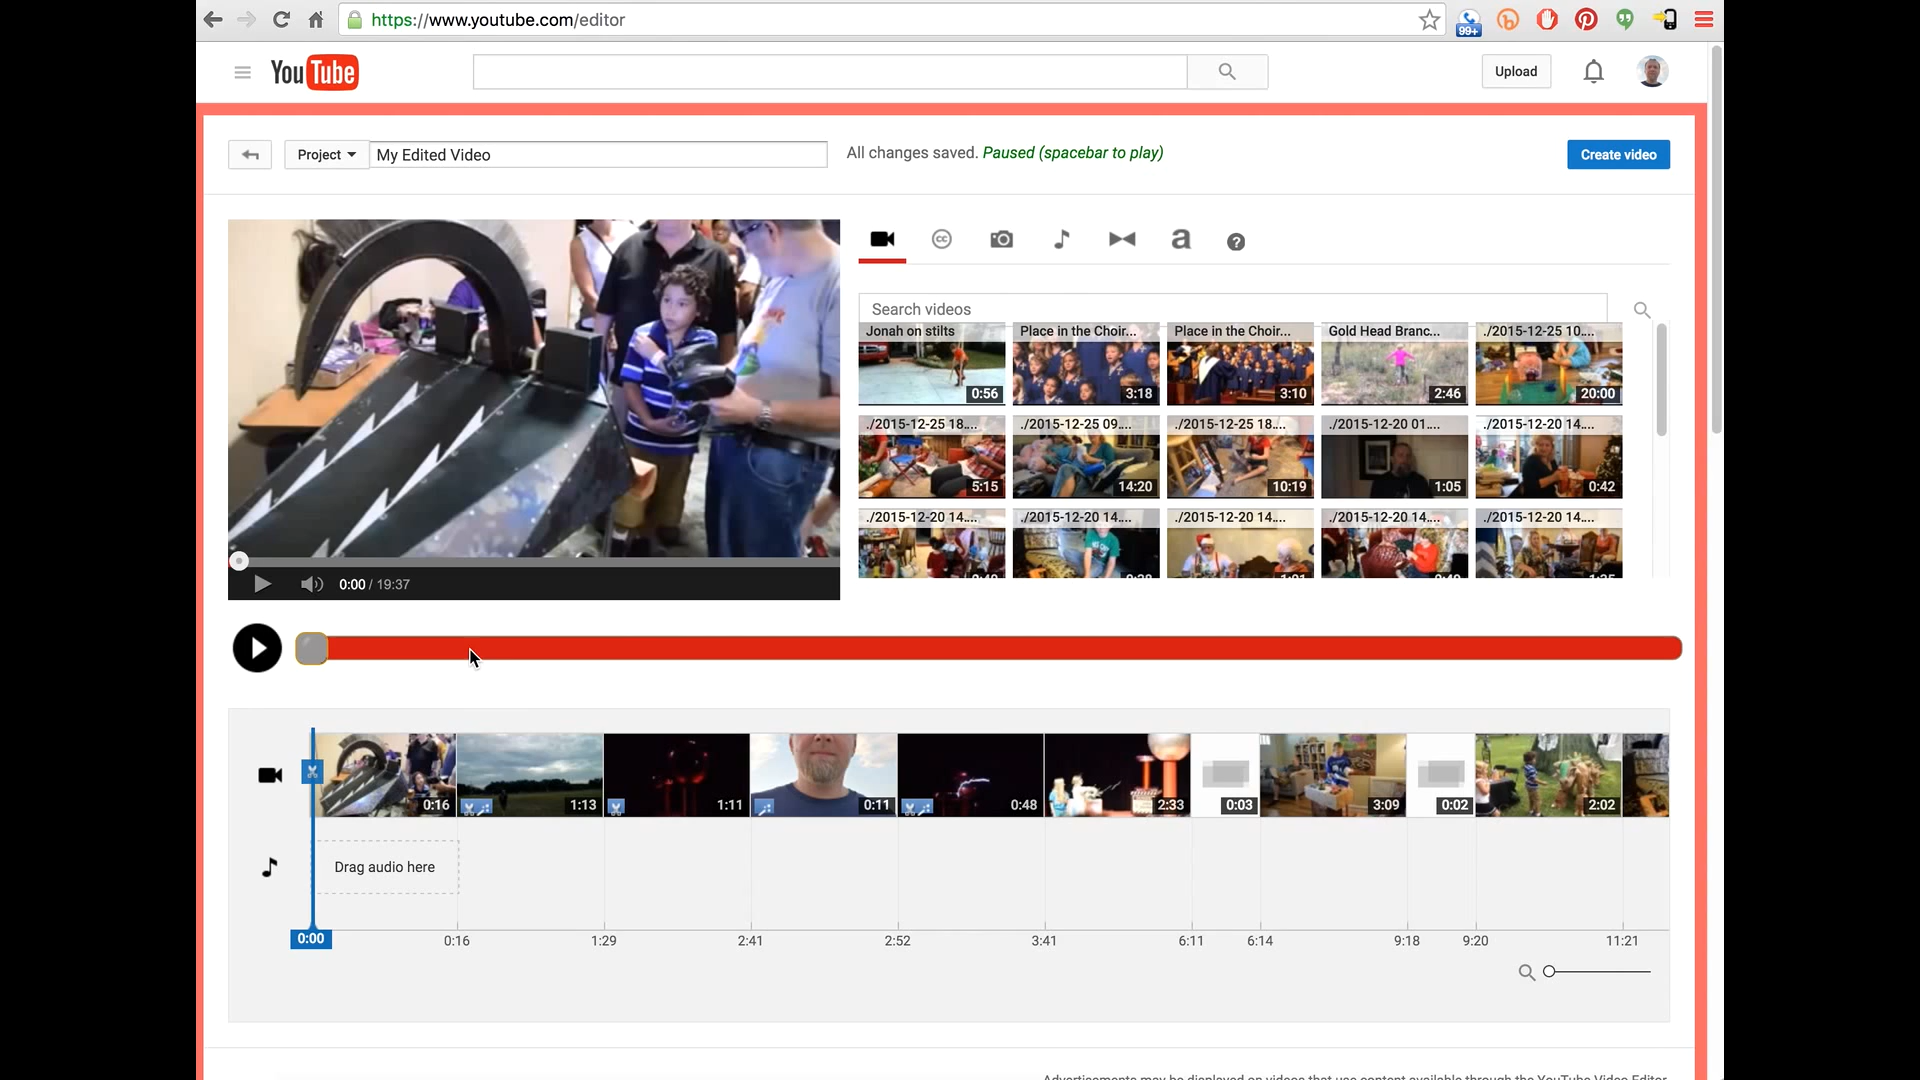 https://www.youtube.com/editor
99+
YouTube
Upload
Project
My Edited Video
All changes saved. Paused (spacebar to play)
Create video
cc
a
?
Search videos
Jonah on stilts
Place in the Choir...
Place in the Choir...
Gold Head Branc...
./2015-12-25 10....
0:56
3:18
3:10
2:46
20:00
./2015-12-25 18....
./2015-12-25 09....
./2015-12-25 18....
./2015-12-20 01....
./2015-12-20 14....
5:15
14:20
10:19
1:05
0:42
./2015-12-20 14....
./2015-12-20 14....
./2015-12-20 14....
./2015-12-20 14....
./2015-12-20 14....
0:00 / 19:37
0:16
1:13
1:11
0:11
0:48
2:33
0:03
3:09
0:02
2:02
Drag audio here
0:00
0:16
1:29
2:41
2:52
3:41
6:11
6:14
9:18
9:20
11:21
Advertisements may be displayed on videos that use content available through the YouTube Video Editor